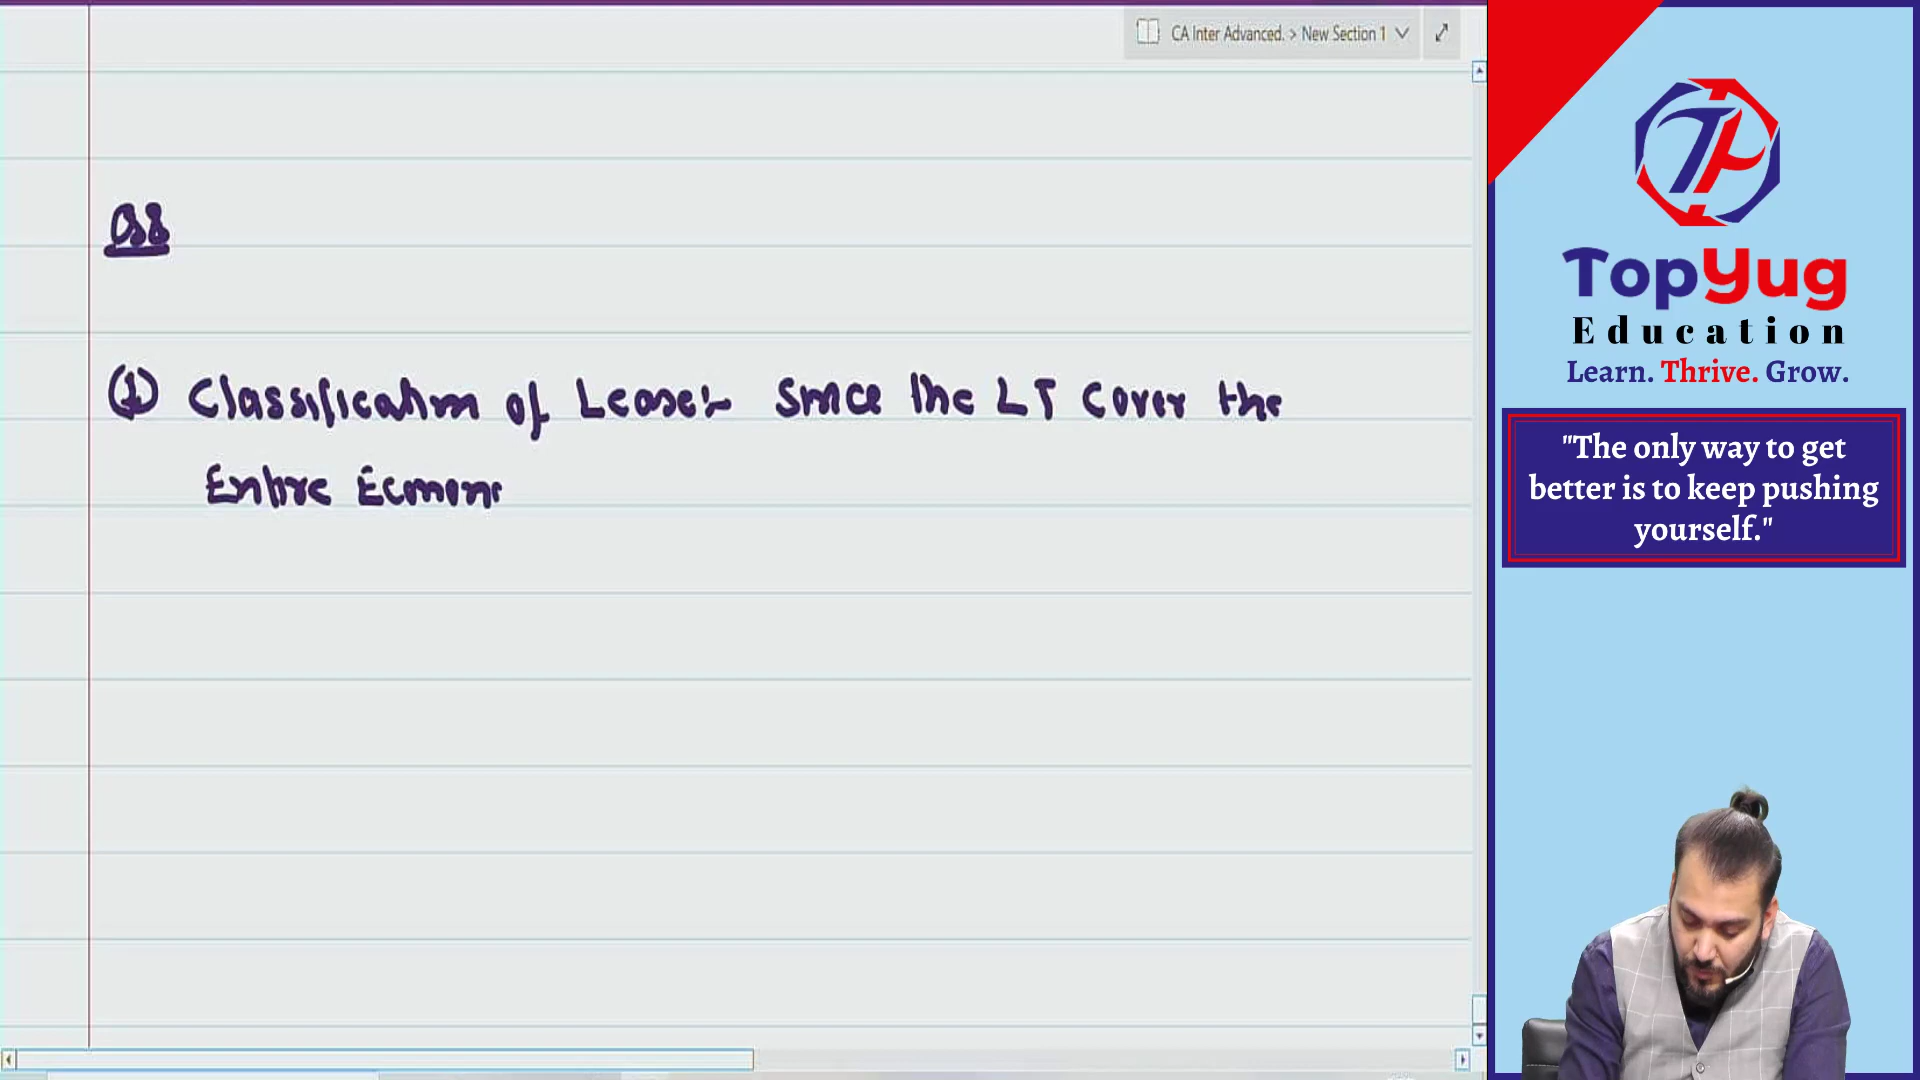 CA Inter Advanced. > New Section 1
Q8
(1) Classification of Lease:- Since the LT cover the
Entire Econom
TopYug
Education
Learn. Thrive. Grow.
"The only way to get
better is to keep pushing
yourself."